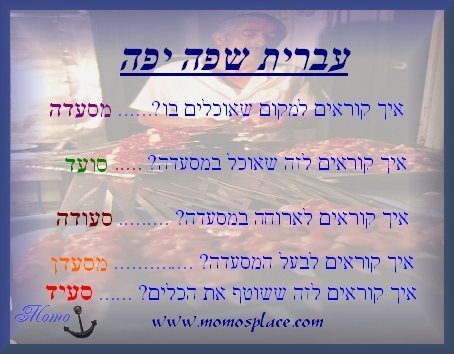 עברית שפה יפה
איך קוראים למקום שאוכלים בו?...... מסעדה
איך קוראים לזה שאוכל במסעדה? ..... סועד
איך קוראים לארוחה במסעדה? ......... סעודה
איך קוראים לבעל המסעדה? .............. מסעדן
איך קוראים לזה ששוטף את הכלים? ...... סעיד
Momo
www.momosplace.com